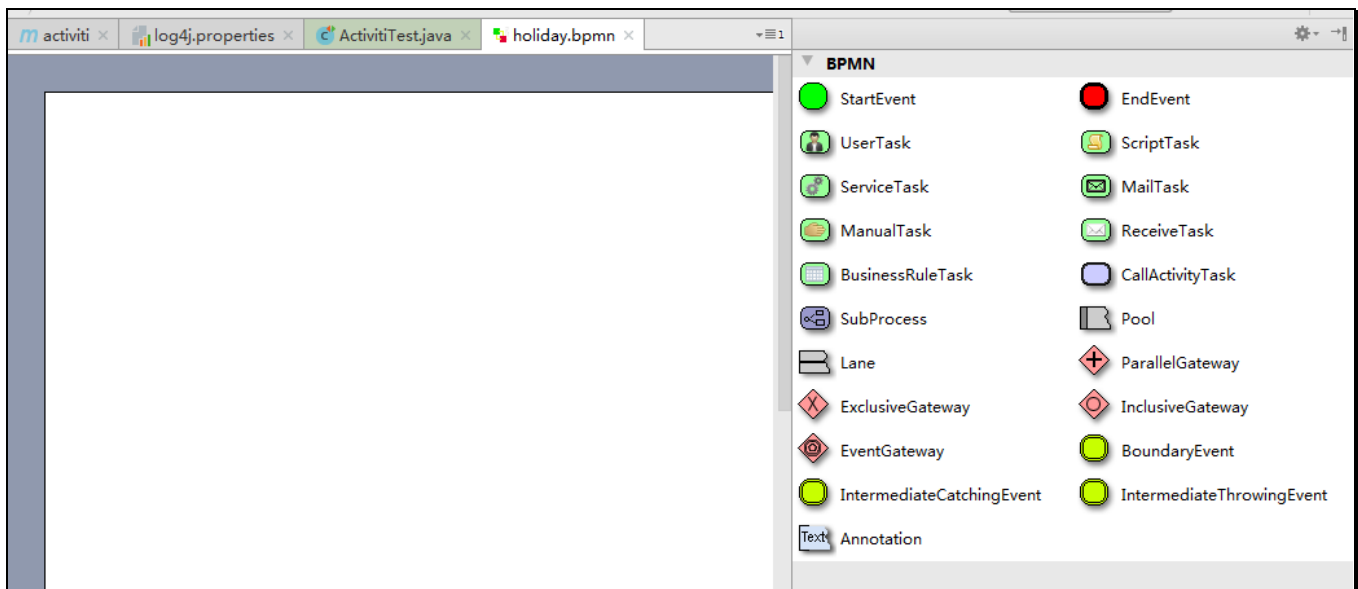 m activiti × log4j.properties × C ActivitiTest.java × holiday.bpmn × 1
BPMN
StartEvent EndEvent
UserTask ScriptTask
ServiceTask MailTask
ManualTask ReceiveTask
BusinessRuleTask CallActivityTask
SubProcess Pool
Lane ParallelGateway
X ExclusiveGateway InclusiveGateway
EventGateway BoundaryEvent
IntermediateCatchingEvent IntermediateThrowingEvent
Text Annotation